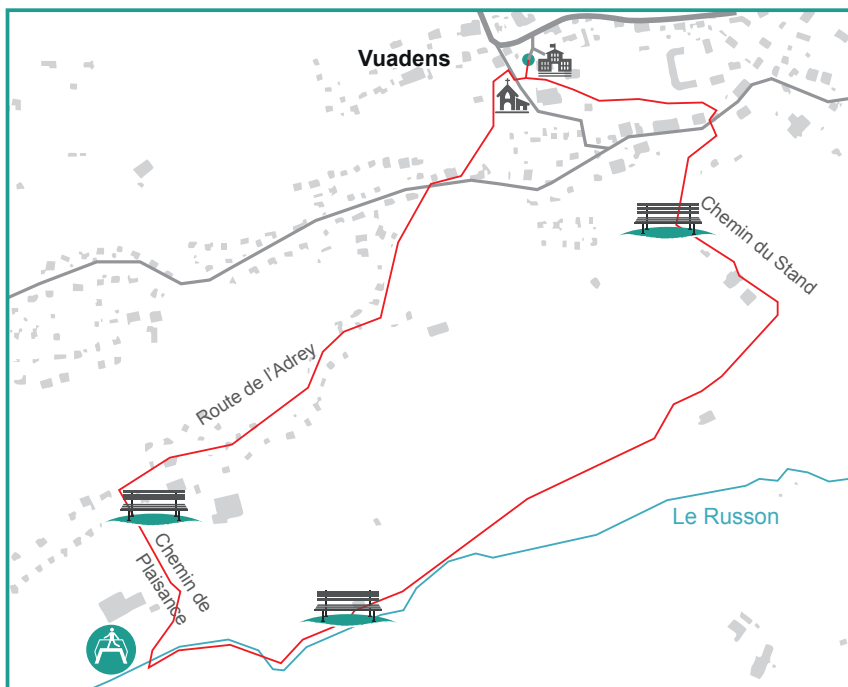 Vuadens
Chemin du Stand
Route de l'Adrey
Le Russon
Chemin de
Plaisance